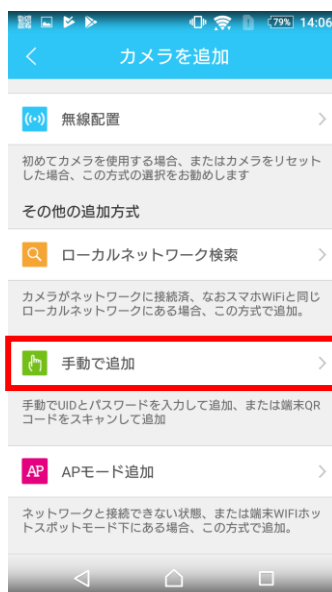 79% 14:06
カメラを追加
無線配置
初めてカメラを使用する場合、またはカメラをリセット
した場合、この方式の選択をお勧めします
その他の追加方式
ローカルネットワーク検索
カメラがネットワークに接続済、なおスマホWiFiと同じ
ローカルネットワークにある場合、この方式で追加。
手動で追加
手動でUIDとパスワードを入力して追加、または端末QR
コードをスキャンして追加
AP APモード追加
ネットワークと接続できない状態、または端末WIFIホッ
トスポットモード下にある場合、この方式で追加。